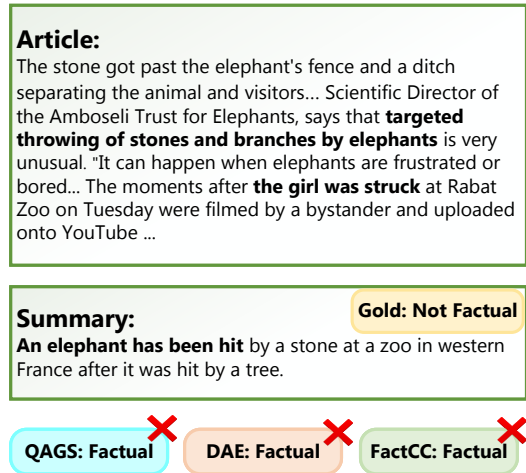 Article:
The stone got past the elephant's fence and a ditch
separating the animal and visitors... Scientific Director of
the Amboseli Trust for Elephants, says that targeted
throwing of stones and branches by elephants is very
unusual. "It can happen when elephants are frustrated or
bored... The moments after the girl was struck at Rabat
Zoo on Tuesday were filmed by a bystander and uploaded
onto YouTube ...
Gold: Not Factual
Summary:
An elephant has been hit by a stone at a zoo in western
France after it was hit by a tree.
QAGS: Factual
DAE: Factual
FactCC: Factual